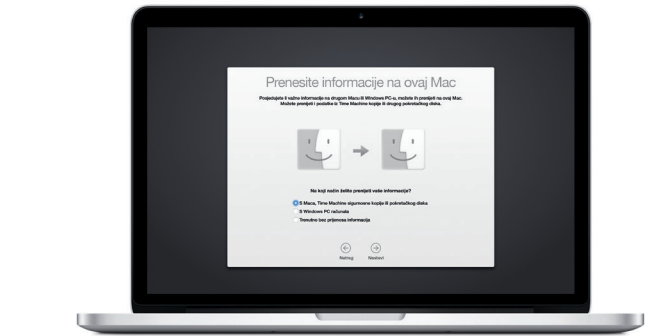 Prenesite informacije na ovaj Mac
Posjedujete li važne informacije na drugom Macu ili Windows PC-u, možete ih prenijeti na ovaj Mac.
Možete prenijeti i podatke iz Time Machine kopije ili drugog pokretačkog diska.
Na koji način želite prenijeti vaše informacije?
S Maca, Time Machine sigurnosne kopije ili pokretačkog diska
S Windows PC računala
Trenutno bez prijenosa informacija
Natrag Nastavi